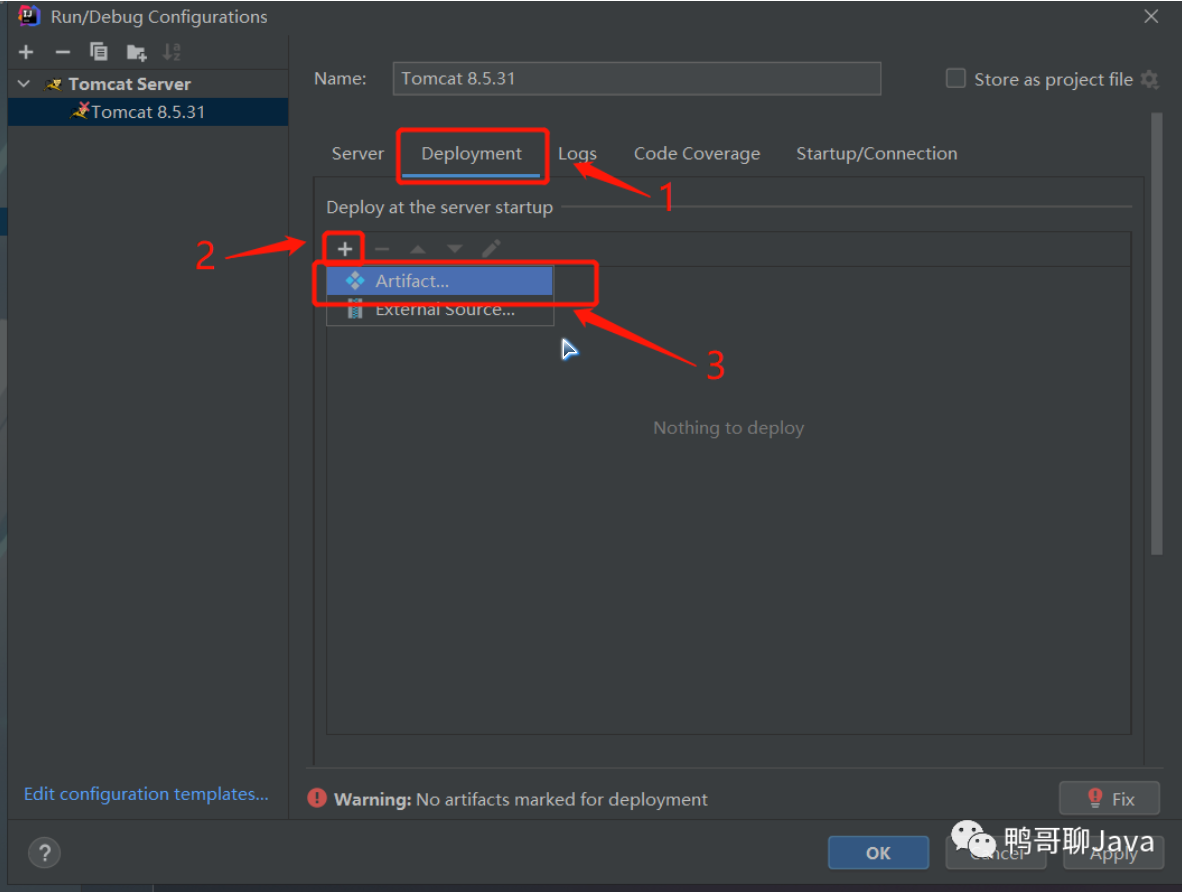 Run/Debug Configurations
Tomcat Server
Tomcat 8.5.31
Name:
Tomcat 8.5.31
Store as project file
Server
Deployment
Logs
Code Coverage
Startup/Connection
1
Deploy at the server startup
2
Artifact...
External Source...
3
Nothing to deploy
Edit configuration templates...
Warning: No artifacts marked for deployment
Fix
?
OK
Cancel
Apply
鸭哥聊Java